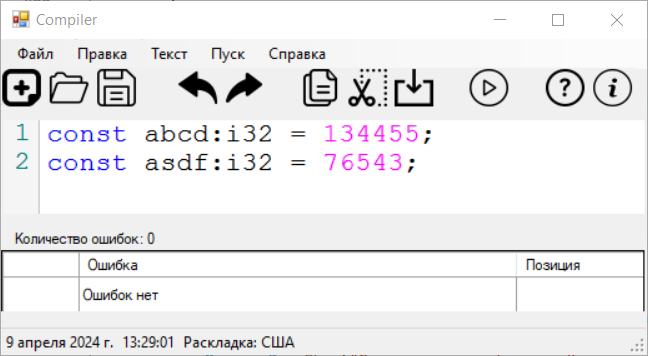 Compiler
Файл Правка Текст Пуск Справка
1 const abcd:i32 = 134455;
2 const asdf:i32 = 76543;
Количество ошибок: 0
Ошибка Позиция
Ошибок нет
9 апреля 2024 г. 13:29:01 Раскладка: США